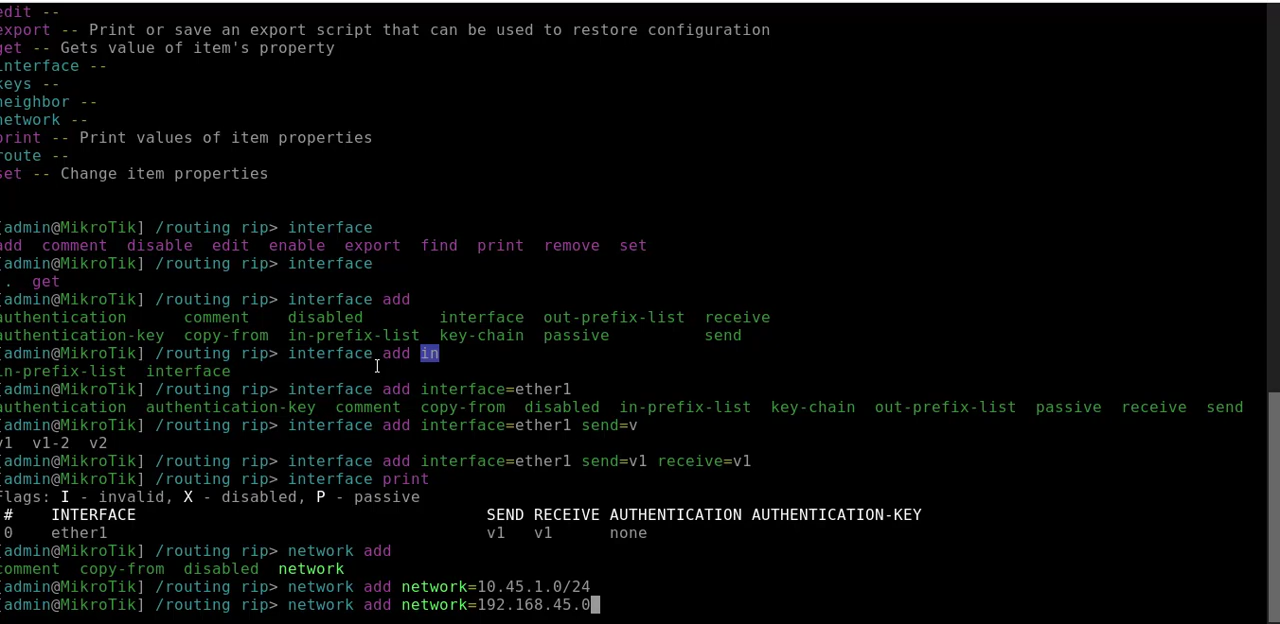 edit --
export -- Print or save an export script that can be used to restore configuration
get -- Gets value of item's property
interface --
keys --
neighbor --
network --
print -- Print values of item properties
route --
set -- Change item properties
[admin@MikroTik] /routing rip> interface
add  comment  disable  edit  enable  export  find  print  remove  set
[admin@MikroTik] /routing rip> interface
..  get
[admin@MikroTik] /routing rip> interface add
authentication      comment    disabled        interface  out-prefix-list  receive
authentication-key  copy-from  in-prefix-list  key-chain  passive          send
[admin@MikroTik] /routing rip> interface add in
in-prefix-list  interface
[admin@MikroTik] /routing rip> interface add interface=ether1
authentication  authentication-key  comment  copy-from  disabled  in-prefix-list  key-chain  out-prefix-list  passive  receive  send
[admin@MikroTik] /routing rip> interface add interface=ether1 send=v
v1  v1-2  v2
[admin@MikroTik] /routing rip> interface add interface=ether1 send=v1 receive=v1
[admin@MikroTik] /routing rip> interface print
Flags: I - invalid, X - disabled, P - passive
#    INTERFACE                                     SEND RECEIVE AUTHENTICATION AUTHENTICATION-KEY
0    ether1                                        v1   v1      none
[admin@MikroTik] /routing rip> network add
comment  copy-from  disabled  network
[admin@MikroTik] /routing rip> network add network=10.45.1.0/24
[admin@MikroTik] /routing rip> network add network=192.168.45.0